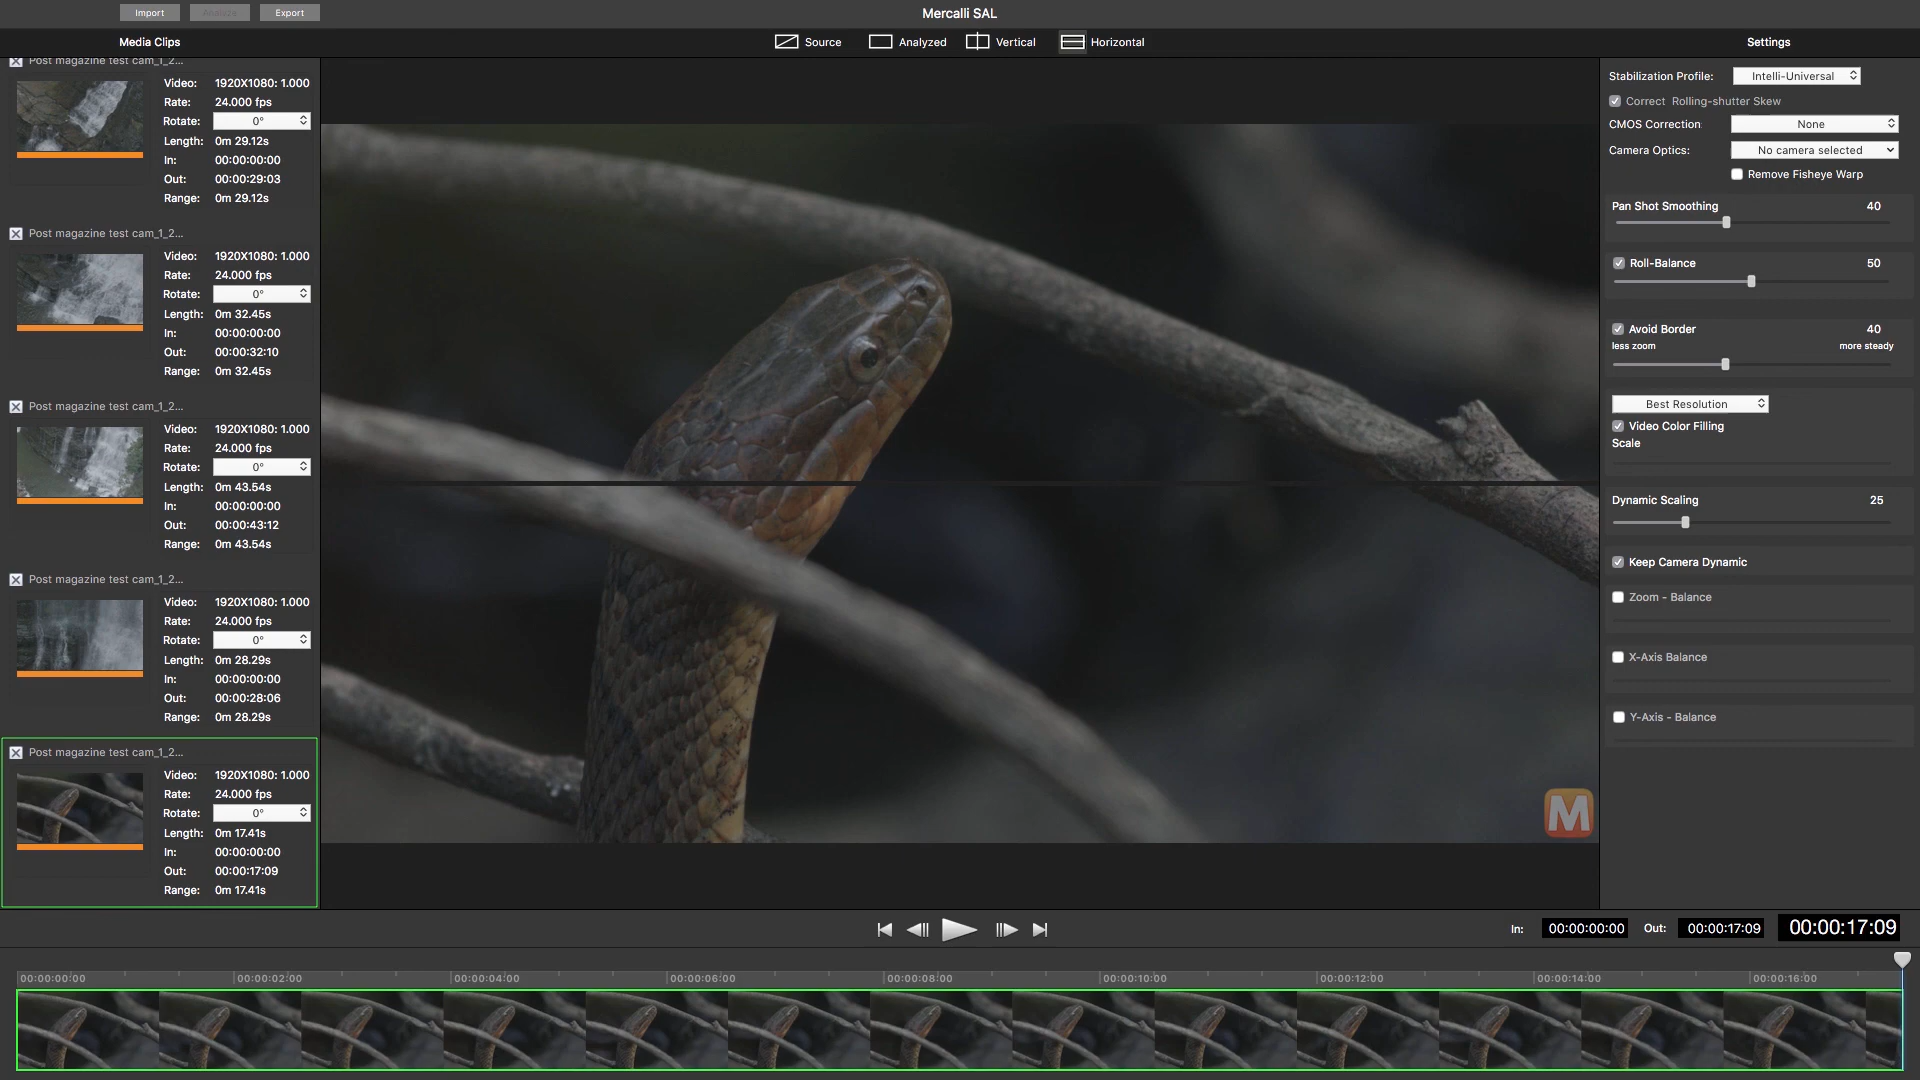 Import Analyze Export
Mercalli SAL
Media Clips
Source Analyzed Vertical Horizontal
Settings
Post magazine test cam_1_2...
Video: 1920X1080: 1.000
Rate: 24.000 fps
Rotate: 0°
Length: 0m 29.12s
In: 00:00:00:00
Out: 00:00:29:03
Range: 0m 29.12s
Post magazine test cam_1_2...
Video: 1920X1080: 1.000
Rate: 24.000 fps
Rotate: 0°
Length: 0m 32.45s
In: 00:00:00:00
Out: 00:00:32:10
Range: 0m 32.45s
Post magazine test cam_1_2...
Video: 1920X1080: 1.000
Rate: 24.000 fps
Rotate: 0°
Length: 0m 43.54s
In: 00:00:00:00
Out: 00:00:43:12
Range: 0m 43.54s
Post magazine test cam_1_2...
Video: 1920X1080: 1.000
Rate: 24.000 fps
Rotate: 0°
Length: 0m 28.29s
In: 00:00:00:00
Out: 00:00:28:06
Range: 0m 28.29s
Post magazine test cam_1_2...
Video: 1920X1080: 1.000
Rate: 24.000 fps
Rotate: 0°
Length: 0m 17.41s
In: 00:00:00:00
Out: 00:00:17:09
Range: 0m 17.41s
M
Stabilization Profile: Intelli-Universal
Correct Rolling-shutter Skew
CMOS Correction None
Camera Optics: No camera selected
Remove Fisheye Warp
Pan Shot Smoothing 40
Roll-Balance 50
Avoid Border 40
less zoom more steady
Best Resolution
Video Color Filling
Scale
Dynamic Scaling 25
Keep Camera Dynamic
Zoom - Balance
X-Axis Balance
Y-Axis - Balance
In: 00:00:00:00 Out: 00:00:17:09 00:00:17:09
00:00:00:00 00:00:02:00 00:00:04:00 00:00:06:00 00:00:08:00 00:00:10:00 00:00:12:00 00:00:14:00 00:00:16:00